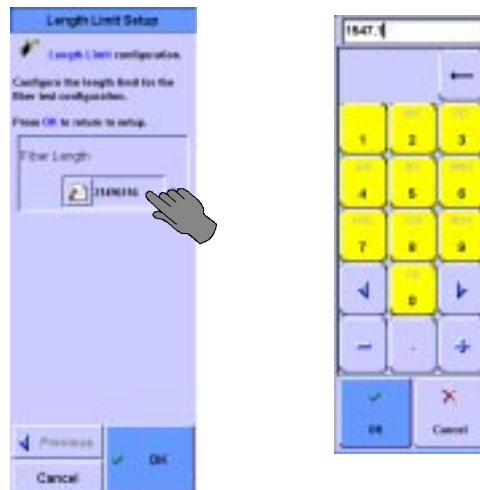 Length Limit Setup
Length Limit configuration.
Configure the length limit for the
fiber test configuration.
Press OK to return to setup.
Fiber Length
Previous
OK
Cancel
1647.1
1
2
3
4
5
6
7
8
9
0
-
.
+
OK
Cancel